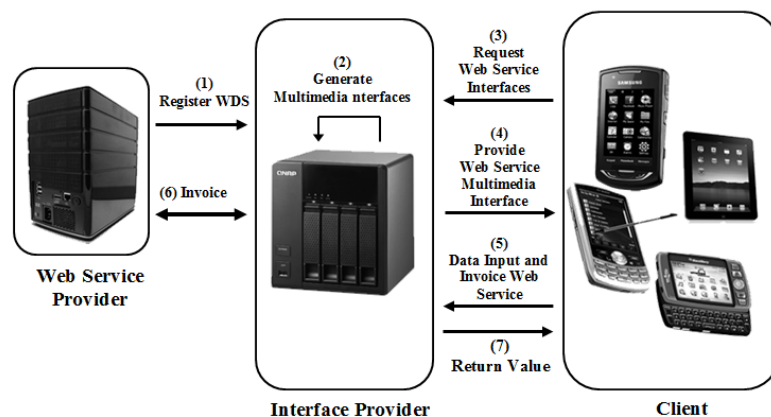 (1)
Register WDS
(6) Invoice
Web Service
Provider
(2)
Generate
Multimedia nterfaces
QNAP
Interface Provider
(3)
Request
Web Service
Interfaces
(4)
Provide
Web Service
Multimedia
Interface
(5)
Data Input and
Invoice Web
Service
(7)
Return Value
SAMSUNG
Client